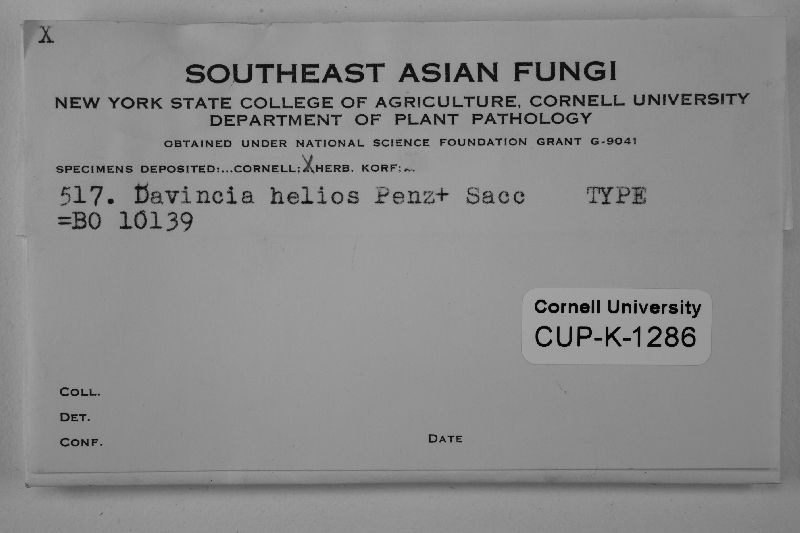 X
SOUTHEAST ASIAN FUNGI
NEW YORK STATE COLLEGE OF AGRICULTURE, CORNELL UNIVERSITY
DEPARTMENT OF PLANT PATHOLOGY
OBTAINED UNDER NATIONAL SCIENCE FOUNDATION GRANT G-9041
SPECIMENS DEPOSITED:...CORNELL:XHERB. KORF:...
517. Davincia helios Penz+ Sacc TYPE
=BO 10139
Cornell University
CUP-K-1286
COLL.
DET.
CONF. DATE